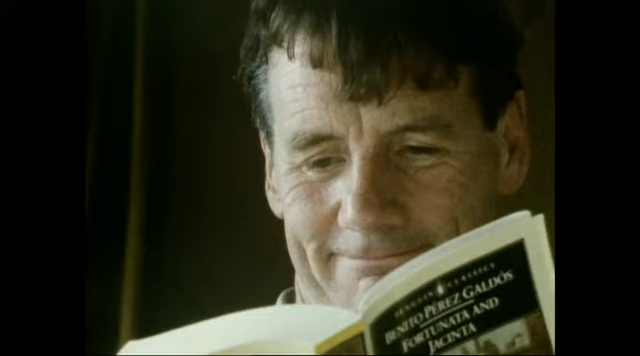 PENGUIN CLASSICS
BENITO PÉREZ GALDÓS
FORTUNATA AND
JACINTA